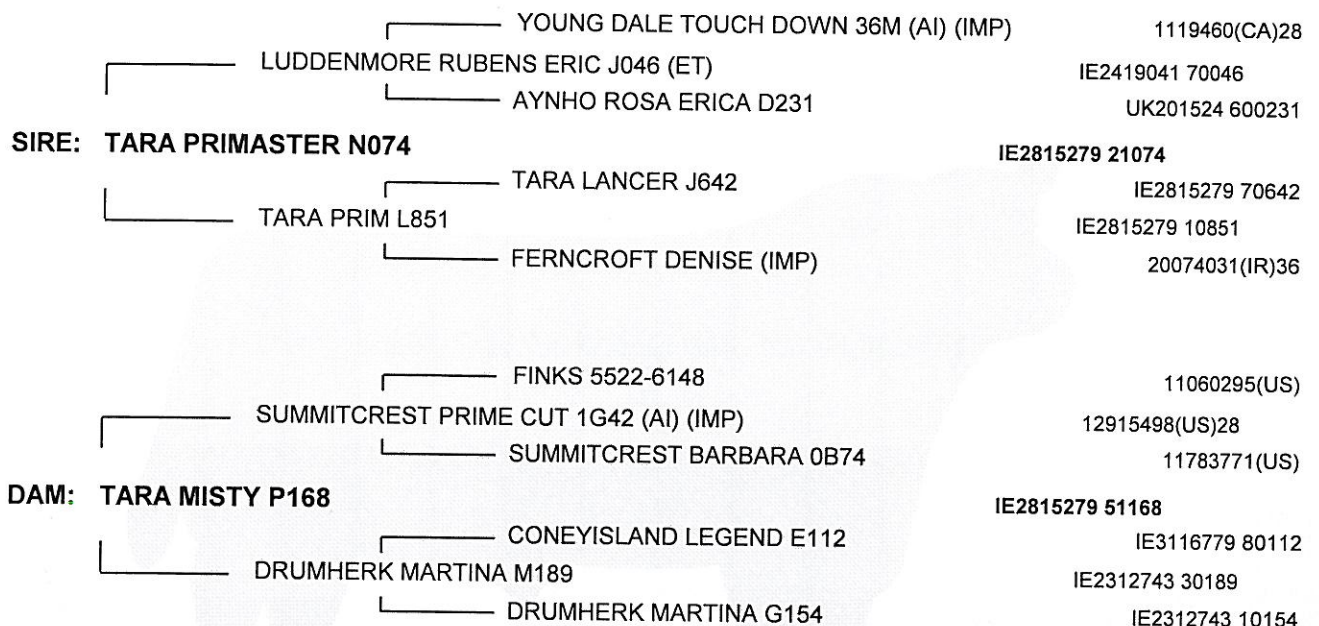 YOUNG DALE TOUCH DOWN 36M (AI) (IMP) 1119460(CA)28
LUDDENMORE RUBENS ERIC J046 (ET) IE2419041 70046
AYNHO ROSA ERICA D231 UK201524 600231
SIRE: TARA PRIMASTER N074 IE2815279 21074
TARA LANCER J642 IE2815279 70642
TARA PRIM L851 IE2815279 10851
FERNCROFT DENISE (IMP) 20074031(IR)36
FINKS 5522-6148 11060295(US)
SUMMITCREST PRIME CUT 1G42 (AI) (IMP) 12915498(US)28
SUMMITCREST BARBARA 0B74 11783771(US)
DAM: TARA MISTY P168 IE2815279 51168
CONEYISLAND LEGEND E112 IE3116779 80112
DRUMHERK MARTINA M189 IE2312743 30189
DRUMHERK MARTINA G154 IE2312743 10154